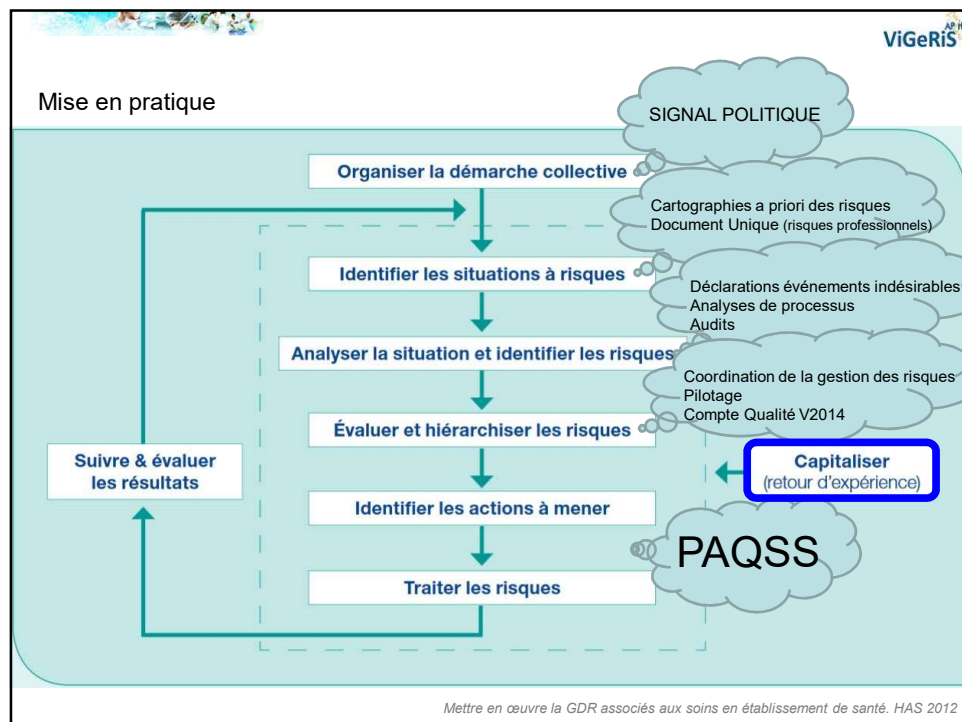 AP H
ViGeRiS
Mise en pratique
SIGNAL POLITIQUE
Organiser la démarche collective
Cartographies a priori des risques
Document Unique (risques professionnels)
Identifier les situations à risques
Déclarations événements indésirables
Analyses de processus
Audits
Analyser la situation et identifier les risques
Coordination de la gestion des risques
Pilotage
Compte Qualité V2014
Évaluer et hiérarchiser les risques
Suivre & évaluer
les résultats
Capitaliser
(retour d'expérience)
Identifier les actions à mener
PAQSS
Traiter les risques
Mettre en œuvre la GDR associés aux soins en établissement de santé. HAS 2012